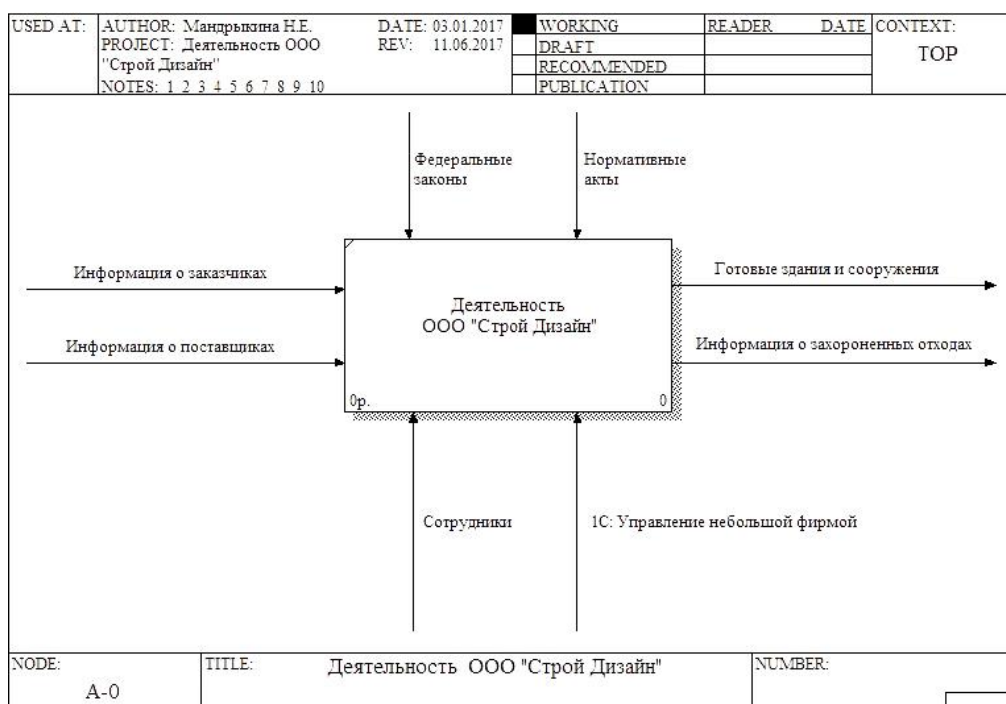 USED AT:
AUTHOR: Мандрыкина Н.Е.
DATE: 03.01.2017
PROJECT: Деятельность ООО
REV: 11.06.2017
"Строй Дизайн"
NOTES: 1 2 3 4 5 6 7 8 9 10
WORKING
DRAFT
RECOMMENDED
PUBLICATION
READER DATE
CONTEXT:
TOP
Федеральные
законы
Нормативные
акты
Информация о заказчиках
Информация о поставщиках
Деятельность
ООО "Строй Дизайн"
0р.
0
Готовые здания и сооружения
Информация о захороненных отходах
Сотрудники
1С: Управление небольшой фирмой
NODE:
A-0
TITLE:
Деятельность ООО "Строй Дизайн"
NUMBER: